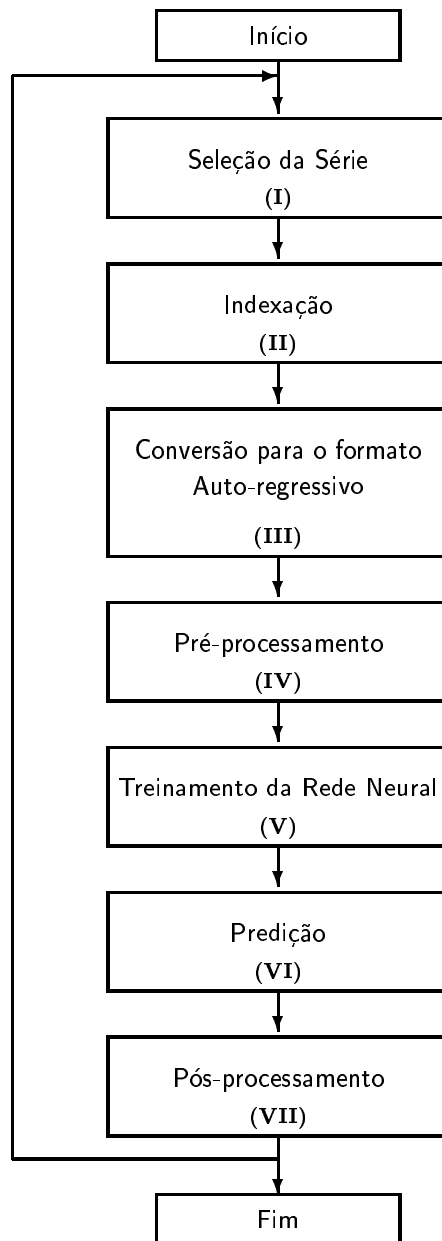 Início
Seleção da Série
(I)
Indexação
(II)
Conversão para o formato
Auto-regressivo
(III)
Pré-processamento
(IV)
Treinamento da Rede Neural
(V)
Predição
(VI)
Pós-processamento
(VII)
Fim